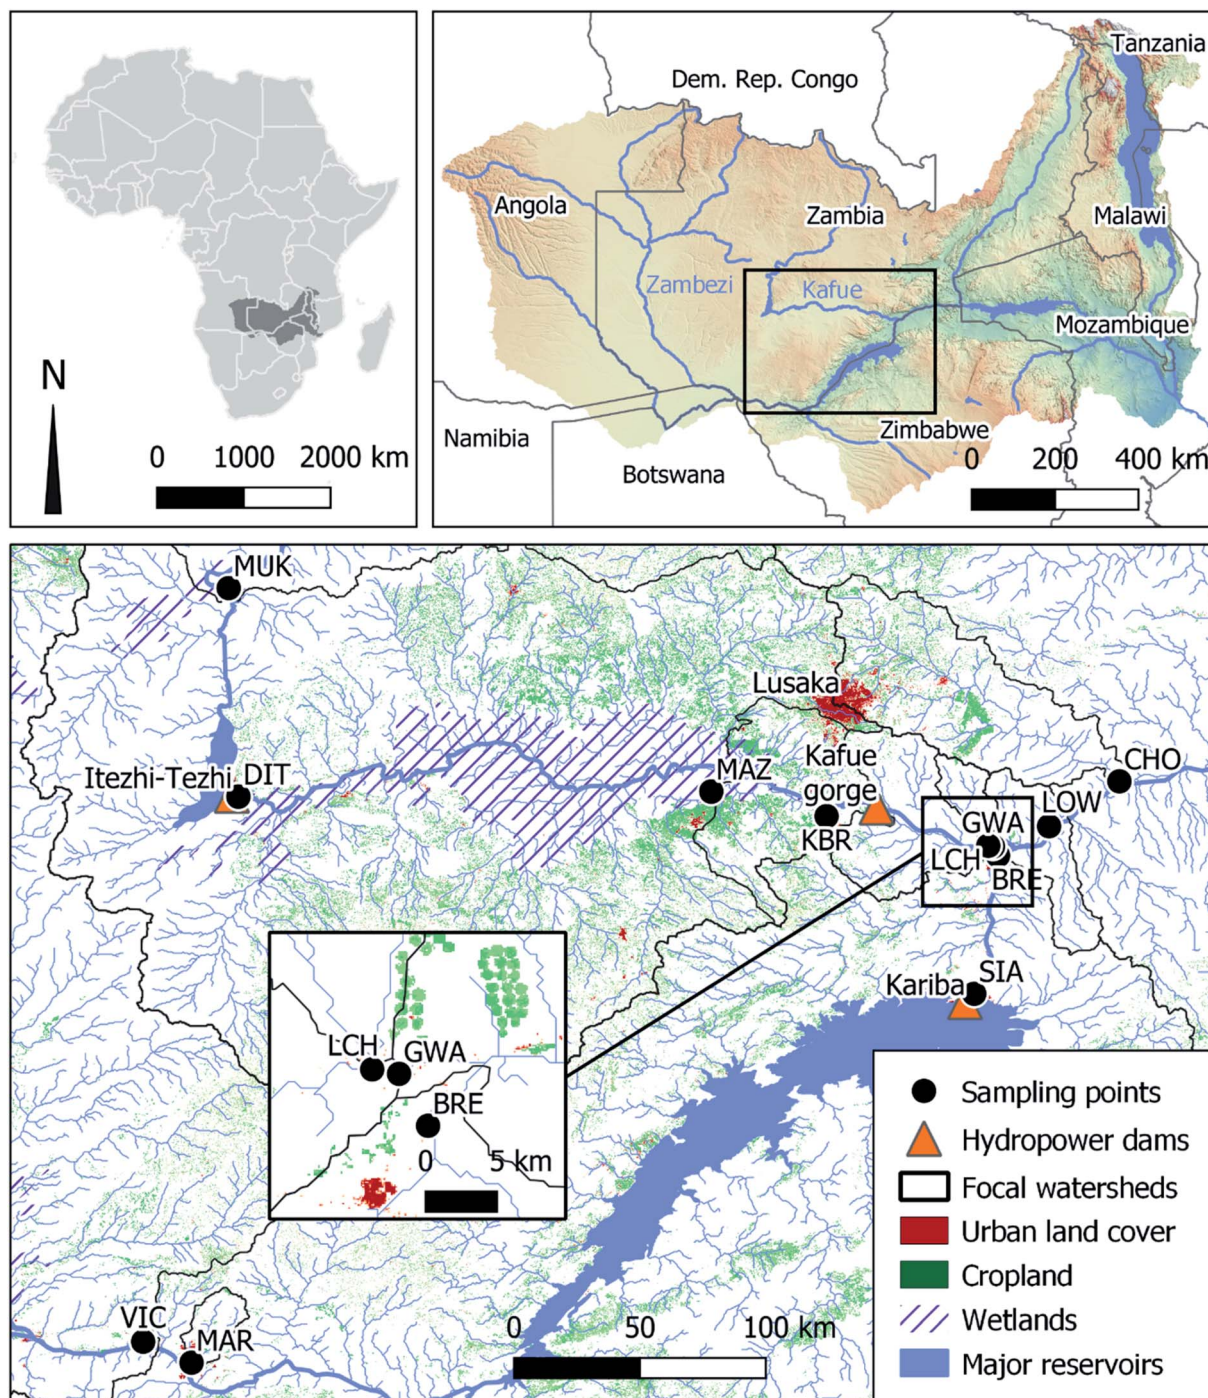 N
0 1000 2000 km
Tanzania
Dem. Rep. Congo
Angola
Zambia
Malawi
Zambezi
Kafue
Mozambique
Namibia
Zimbabwe
Botswana
0 200 400 km
MUK
Lusaka
Itezhi-Tezhi
DIT
MAZ
Kafue
gorge
CHO
LOW
KBR
GWA
LCH
BRE
SIA
Kariba
LCH
GWA
BRE
0 5 km
VIC
MAR
0 50 100 km
Sampling points
Hydropower dams
Focal watersheds
Urban land cover
Cropland
Wetlands
Major reservoirs